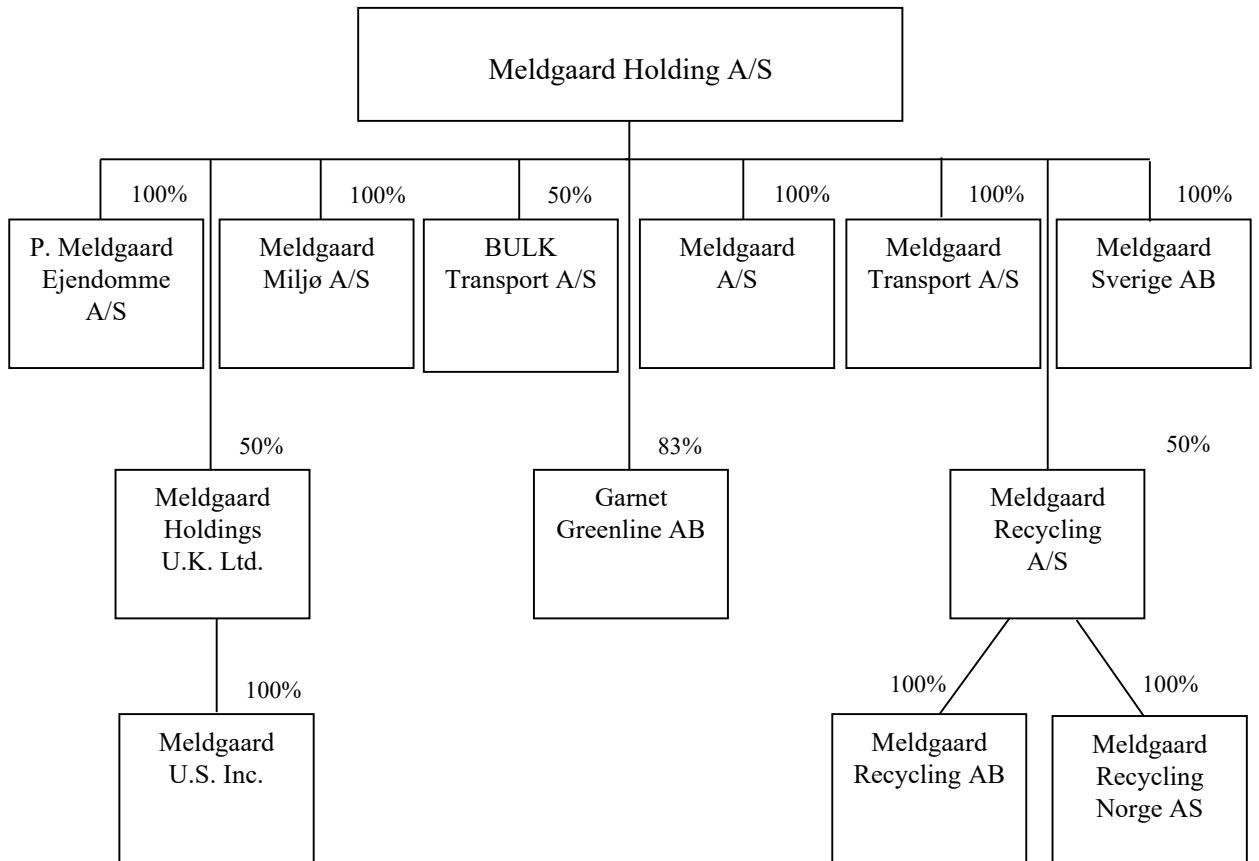 Meldgaard Holding A/S
100%
100%
50%
100%
100%
100%
P. Meldgaard
Ejendomme
A/S
Meldgaard
Miljø A/S
BULK
Transport A/S
Meldgaard
A/S
Meldgaard
Transport A/S
Meldgaard
Sverige AB
50%
83%
50%
Meldgaard
Holdings
U.K. Ltd.
Garnet
Greenline AB
Meldgaard
Recycling
A/S
100%
100%
100%
Meldgaard
U.S. Inc.
Meldgaard
Recycling AB
Meldgaard
Recycling
Norge AS